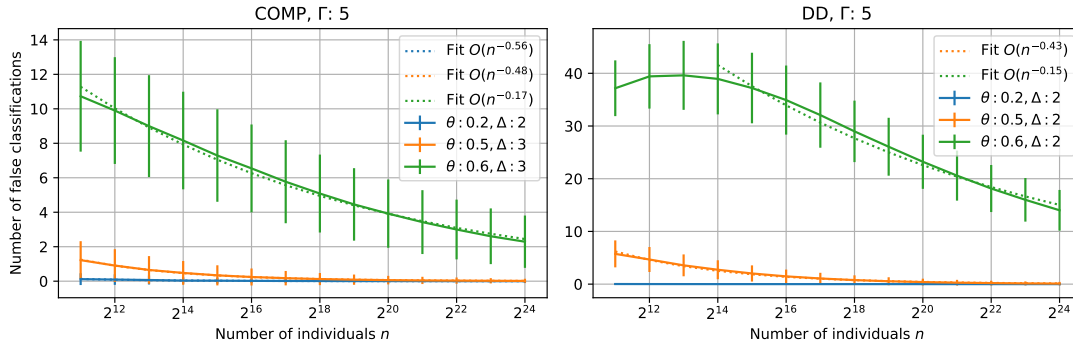 COMP, Γ: 5
Number of false classifications
14
12
10
8
6
4
2
0
2^12 2^14 2^16 2^18 2^20 2^22 2^24
Number of individuals n
Fit O(n^−0.56)
Fit O(n^−0.48)
Fit O(n^−0.17)
θ : 0.2, Δ : 2
θ : 0.5, Δ : 3
θ : 0.6, Δ : 3
DD, Γ: 5
40
30
20
10
0
2^12 2^14 2^16 2^18 2^20 2^22 2^24
Number of individuals n
Fit O(n^−0.43)
Fit O(n^−0.15)
θ : 0.2, Δ : 2
θ : 0.5, Δ : 2
θ : 0.6, Δ : 2